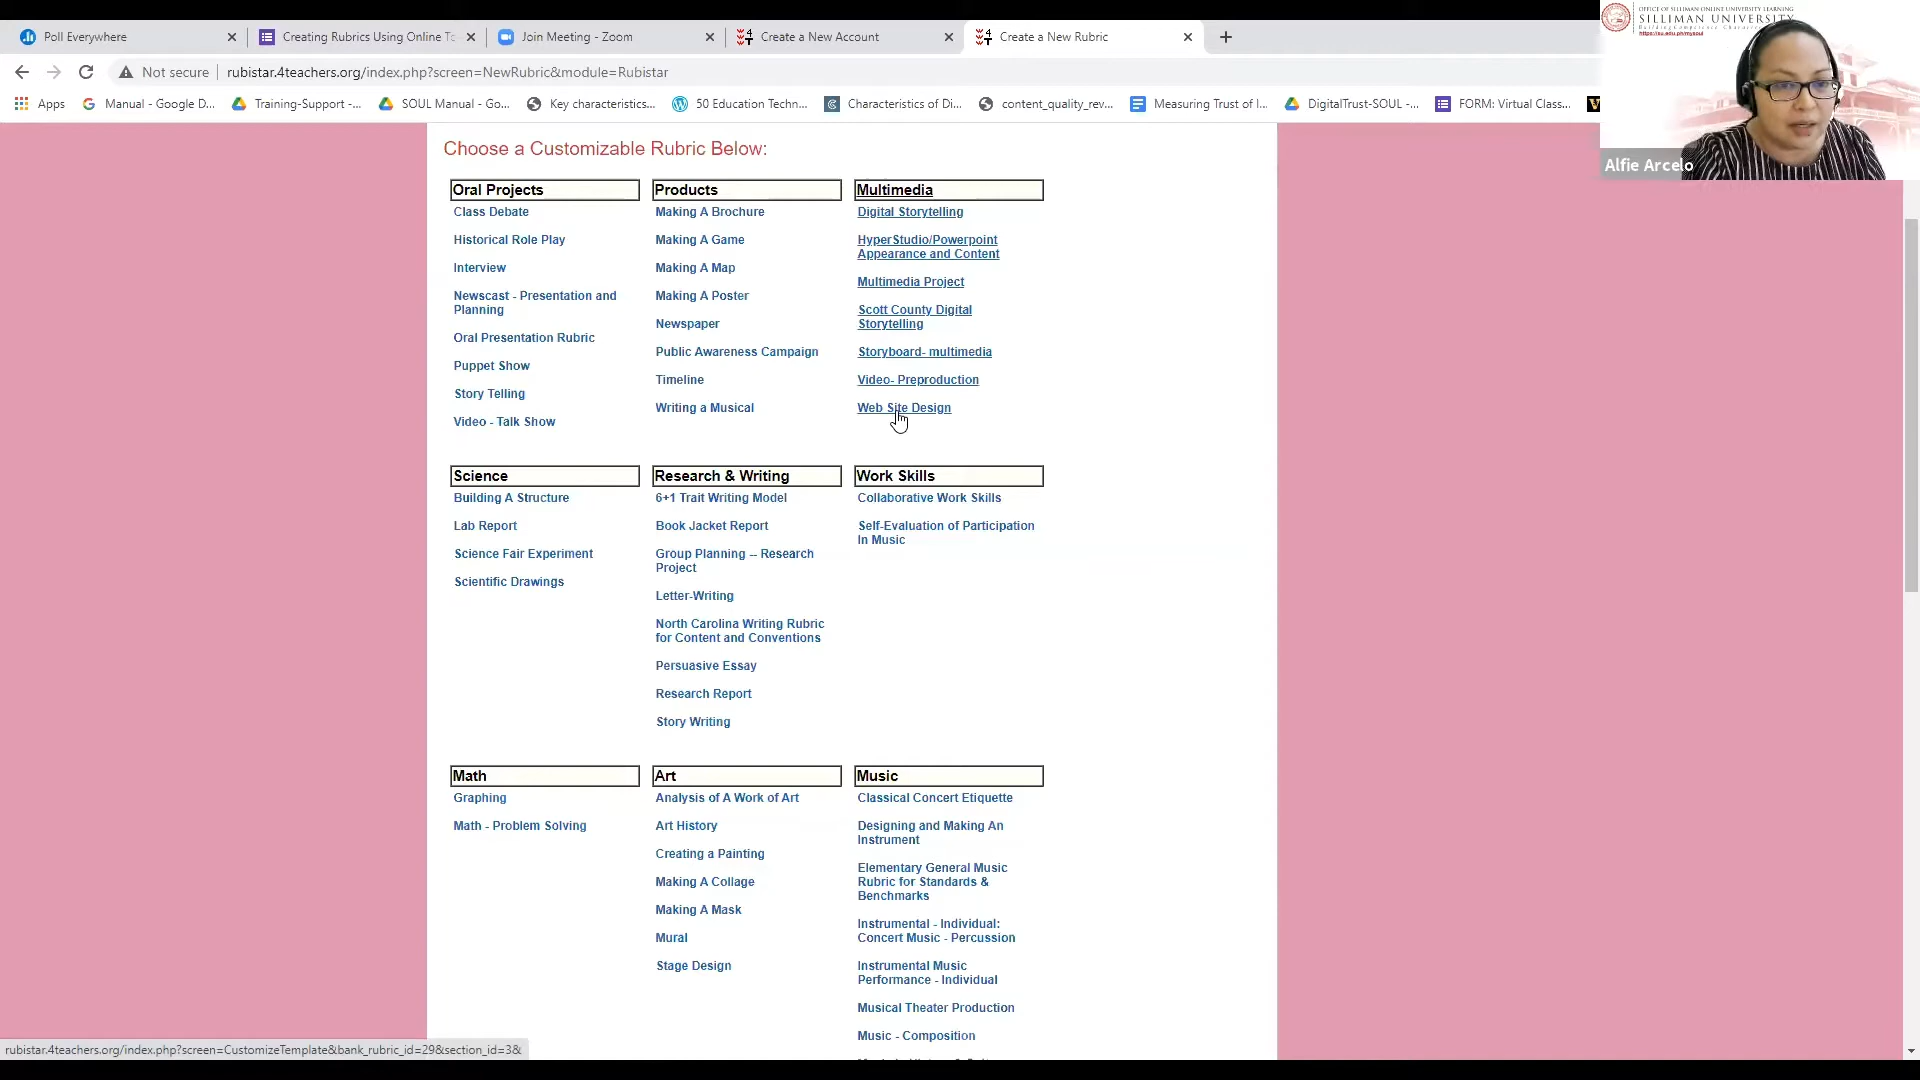 Poll Everywhere
Creating Rubrics Using Online To
Join Meeting - Zoom
Create a New Account
Create a New Rubric
OFFICE OF SILLIMAN ONLINE UNIVERSITY LEARNING
SILLIMAN UNIVERSITY
https://su.edu.ph/mysoul
Not secure
rubistar.4teachers.org/index.php?screen=NewRubric&module=Rubistar
Apps
Manual - Google D...
Training-Support -...
SOUL Manual - Go...
Key characteristics...
50 Education Techn...
Characteristics of Di...
content_quality_rev...
Measuring Trust of I...
DigitalTrust-SOUL -...
FORM: Virtual Class...
Alfie Arcelo
Choose a Customizable Rubric Below:
Oral Projects
Class Debate
Historical Role Play
Interview
Newscast - Presentation and
Planning
Oral Presentation Rubric
Puppet Show
Story Telling
Video - Talk Show
Products
Making A Brochure
Making A Game
Making A Map
Making A Poster
Newspaper
Public Awareness Campaign
Timeline
Writing a Musical
Multimedia
Digital Storytelling
HyperStudio/Powerpoint
Appearance and Content
Multimedia Project
Scott County Digital
Storytelling
Storyboard- multimedia
Video- Preproduction
Web Site Design
Science
Building A Structure
Lab Report
Science Fair Experiment
Scientific Drawings
Research & Writing
6+1 Trait Writing Model
Book Jacket Report
Group Planning -- Research
Project
Letter-Writing
North Carolina Writing Rubric
for Content and Conventions
Persuasive Essay
Research Report
Story Writing
Work Skills
Collaborative Work Skills
Self-Evaluation of Participation
In Music
Math
Graphing
Math - Problem Solving
Art
Analysis of A Work of Art
Art History
Creating a Painting
Making A Collage
Making A Mask
Mural
Stage Design
Music
Classical Concert Etiquette
Designing and Making An
Instrument
Elementary General Music
Rubric for Standards &
Benchmarks
Instrumental - Individual:
Concert Music - Percussion
Instrumental Music
Performance - Individual
Musical Theater Production
Music - Composition
rubistar.4teachers.org/index.php?screen=CustomizeTemplate&bank_rubric_id=29&section_id=3&